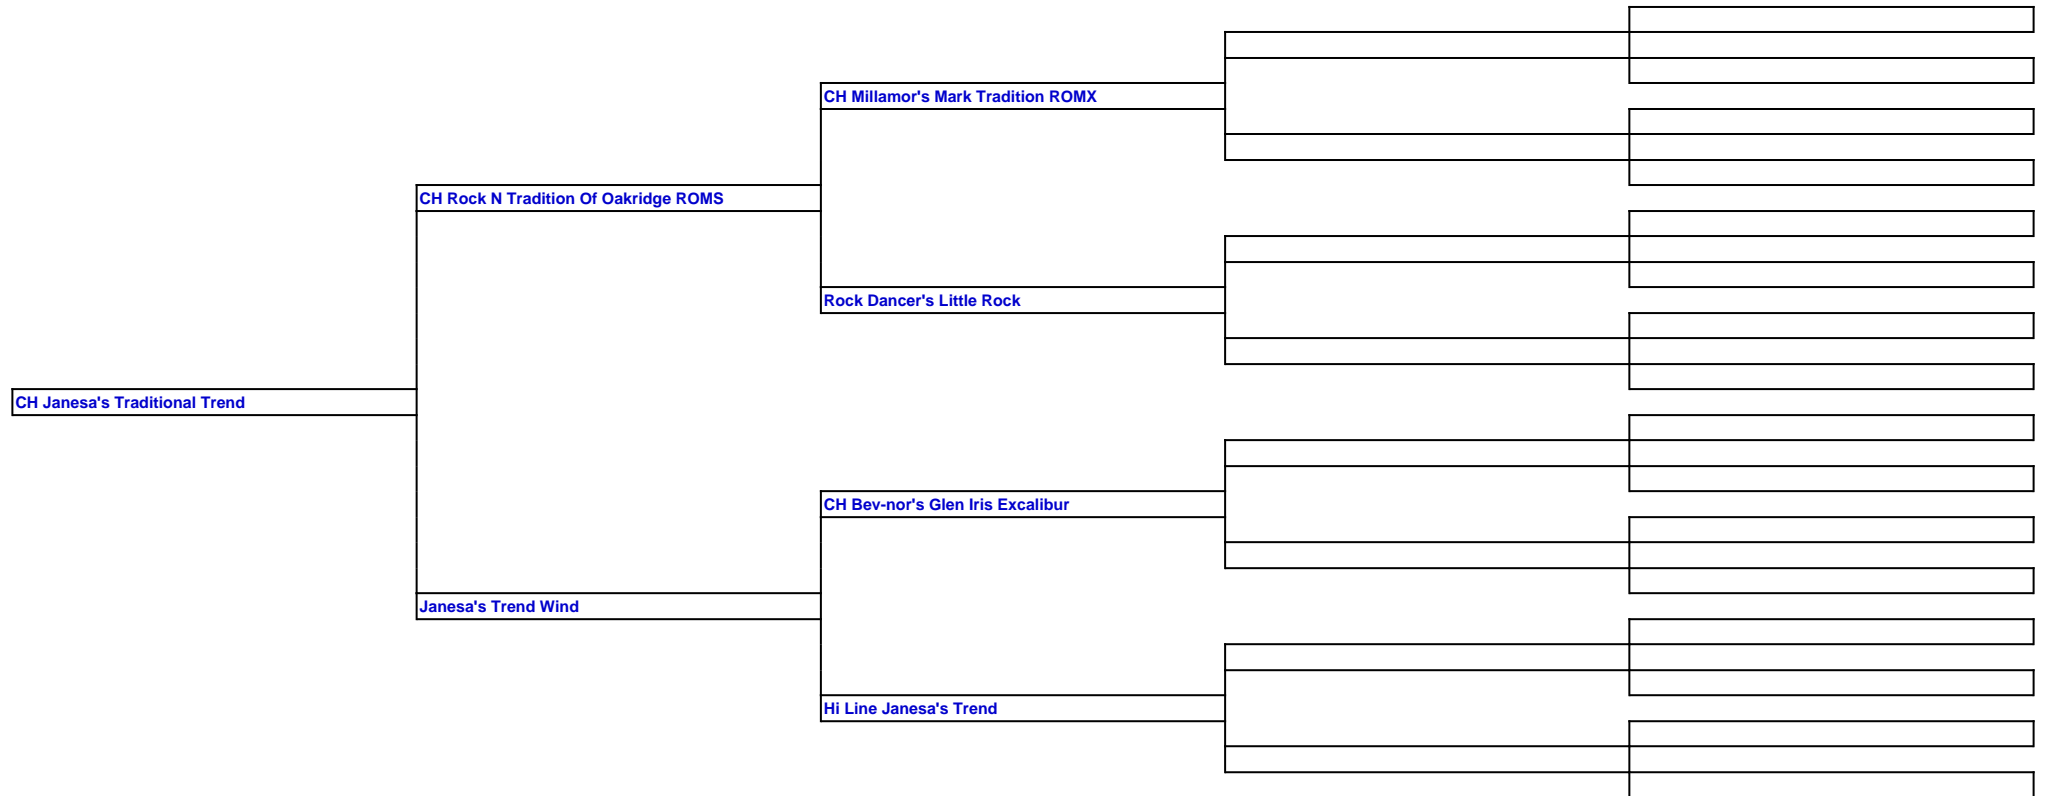 CH Millamor's Mark Tradition ROMX
CH Rock N Tradition Of Oakridge ROMS
Rock Dancer's Little Rock
CH Janesa's Traditional Trend
CH Bev-nor's Glen Iris Excalibur
Janesa's Trend Wind
Hi Line Janesa's Trend